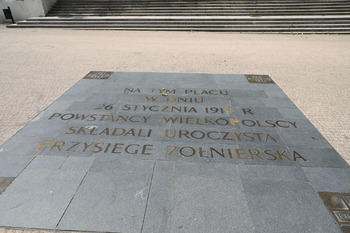 NA TYM PLACU
W DNIU
26 STYCZNIA 1919 R
POWSTAŃCY WIELKOPOLSCY
SKŁADALI UROCZYSTĄ
PRZYSIĘGĘ ŻOŁNIERSKĄ